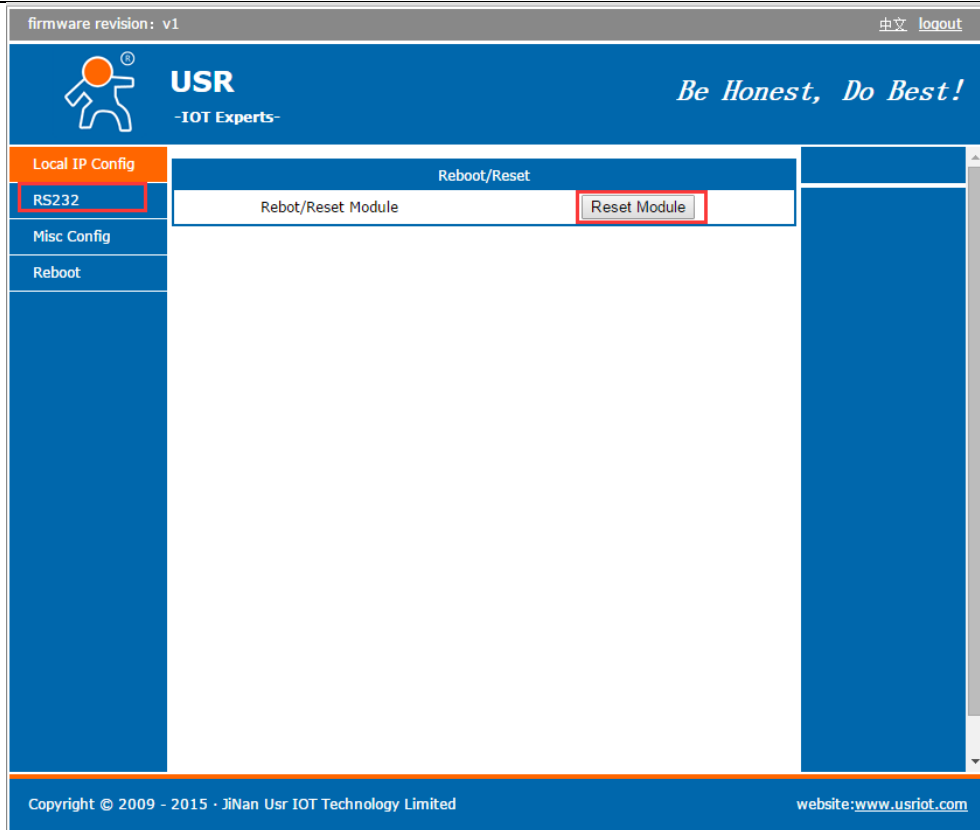 firmware revision: v1
中文 logout
®
USR
-IOT Experts-
Be Honest, Do Best!
Local IP Config
RS232
Misc Config
Reboot
Reboot/Reset
Rebot/Reset Module
Reset Module
Copyright © 2009 - 2015 · JiNan Usr IOT Technology Limited
website:www.usriot.com